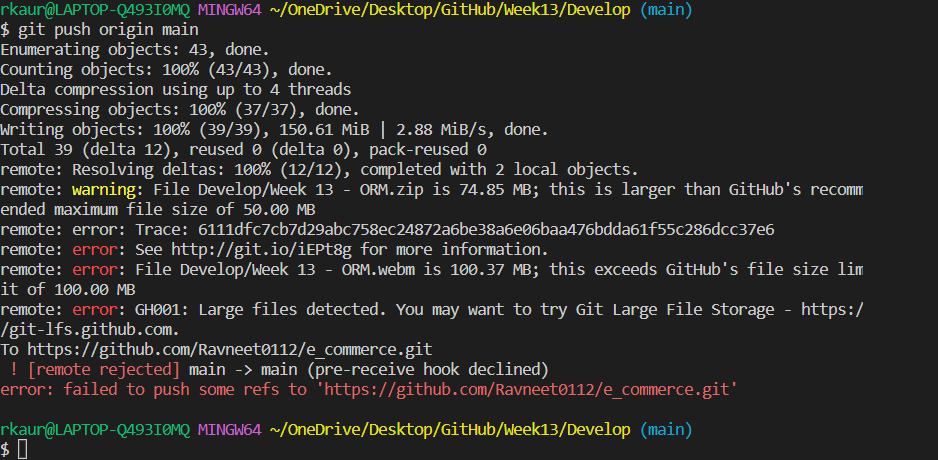 rkaur@LAPTOP-Q493I0MQ MINGW64 ~/OneDrive/Desktop/GitHub/Week13/Develop (main)
$ git push origin main
Enumerating objects: 43, done.
Counting objects: 100% (43/43), done.
Delta compression using up to 4 threads
Compressing objects: 100% (37/37), done.
Writing objects: 100% (39/39), 150.61 MiB | 2.88 MiB/s, done.
Total 39 (delta 12), reused 0 (delta 0), pack-reused 0
remote: Resolving deltas: 100% (12/12), completed with 2 local objects.
remote: warning: File Develop/Week 13 - ORM.zip is 74.85 MB; this is larger than GitHub's recomm
ended maximum file size of 50.00 MB
remote: error: Trace: 6111dfc7cb7d29abc758ec24872a6be38a6e06baa476bdda61f55c286dcc37e6
remote: error: See http://git.io/iEPt8g for more information.
remote: error: File Develop/Week 13 - ORM.webm is 100.37 MB; this exceeds GitHub's file size lim
it of 100.00 MB
remote: error: GH001: Large files detected. You may want to try Git Large File Storage - https:/
/git-lfs.github.com.
To https://github.com/Ravneet0112/e_commerce.git
 ! [remote rejected] main -> main (pre-receive hook declined)
error: failed to push some refs to 'https://github.com/Ravneet0112/e_commerce.git'
rkaur@LAPTOP-Q493I0MQ MINGW64 ~/OneDrive/Desktop/GitHub/Week13/Develop (main)
$